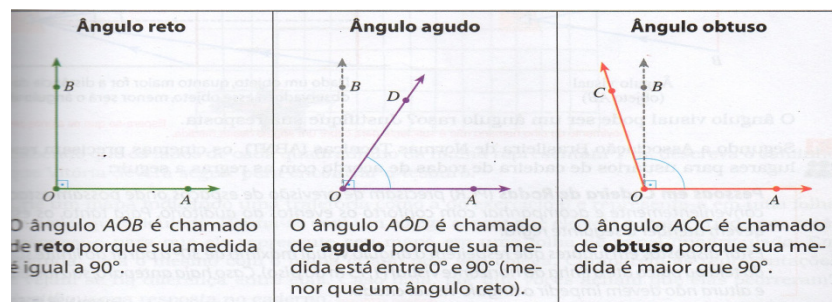 Ângulo reto
B
O
A
O ângulo AÔB é chamado
de reto porque sua medida
é igual a 90°.
Ângulo agudo
B
D
O
A
O ângulo AÔD é chamado
de agudo porque sua me-
dida está entre 0° e 90° (me-
nor que um ângulo reto).
Ângulo obtuso
B
C
O
A
O ângulo AÔC é chamado
de obtuso porque sua me-
dida é maior que 90°.